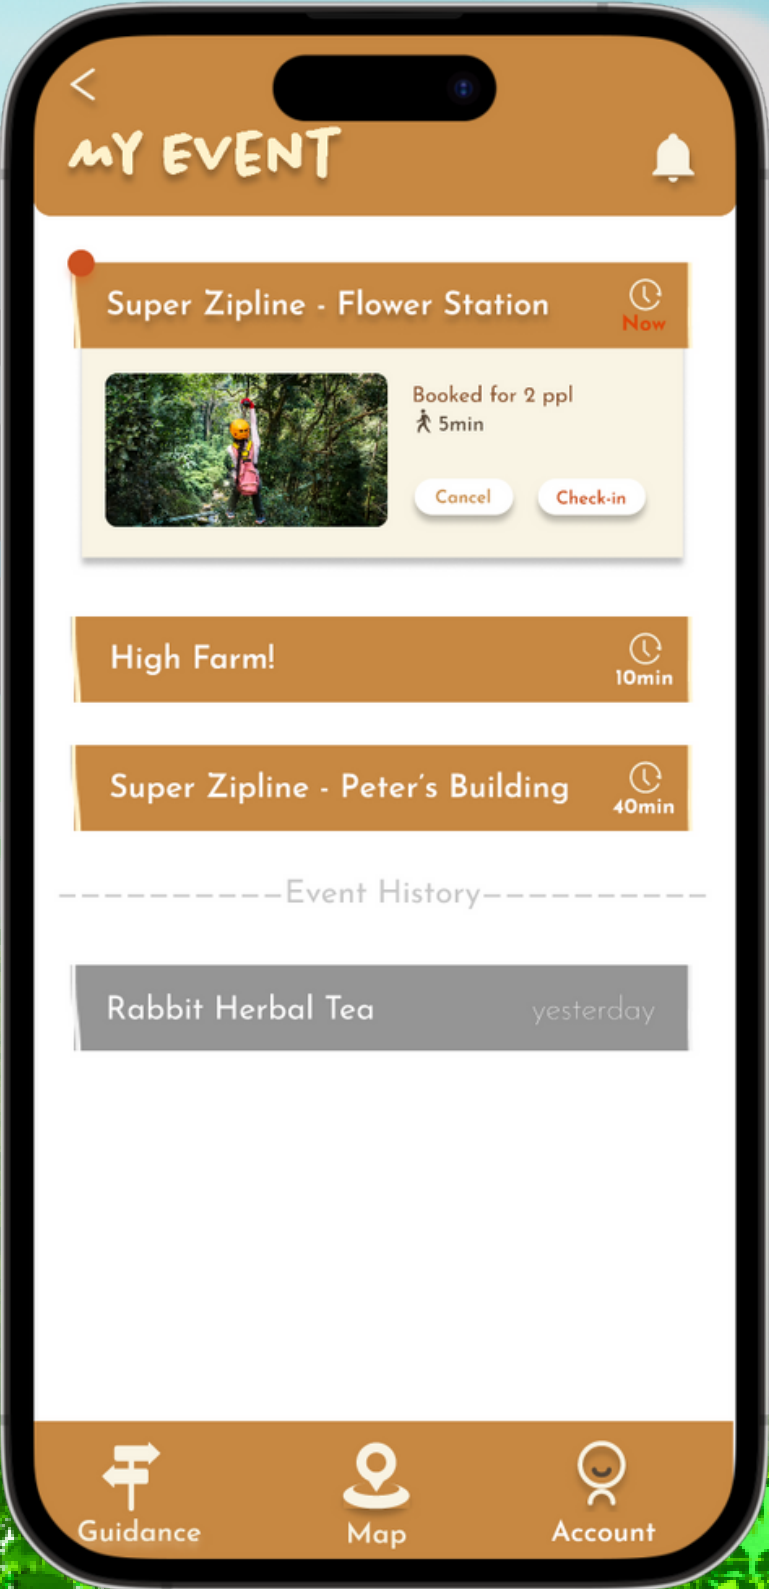 MY EVENT
Super Zipline - Flower Station
Now
Booked for 2 ppl
5min
Cancel
Check-in
High Farm!
10min
Super Zipline - Peter's Building
40min
Event History
Rabbit Herbal Tea
yesterday
Guidance
Map
Account